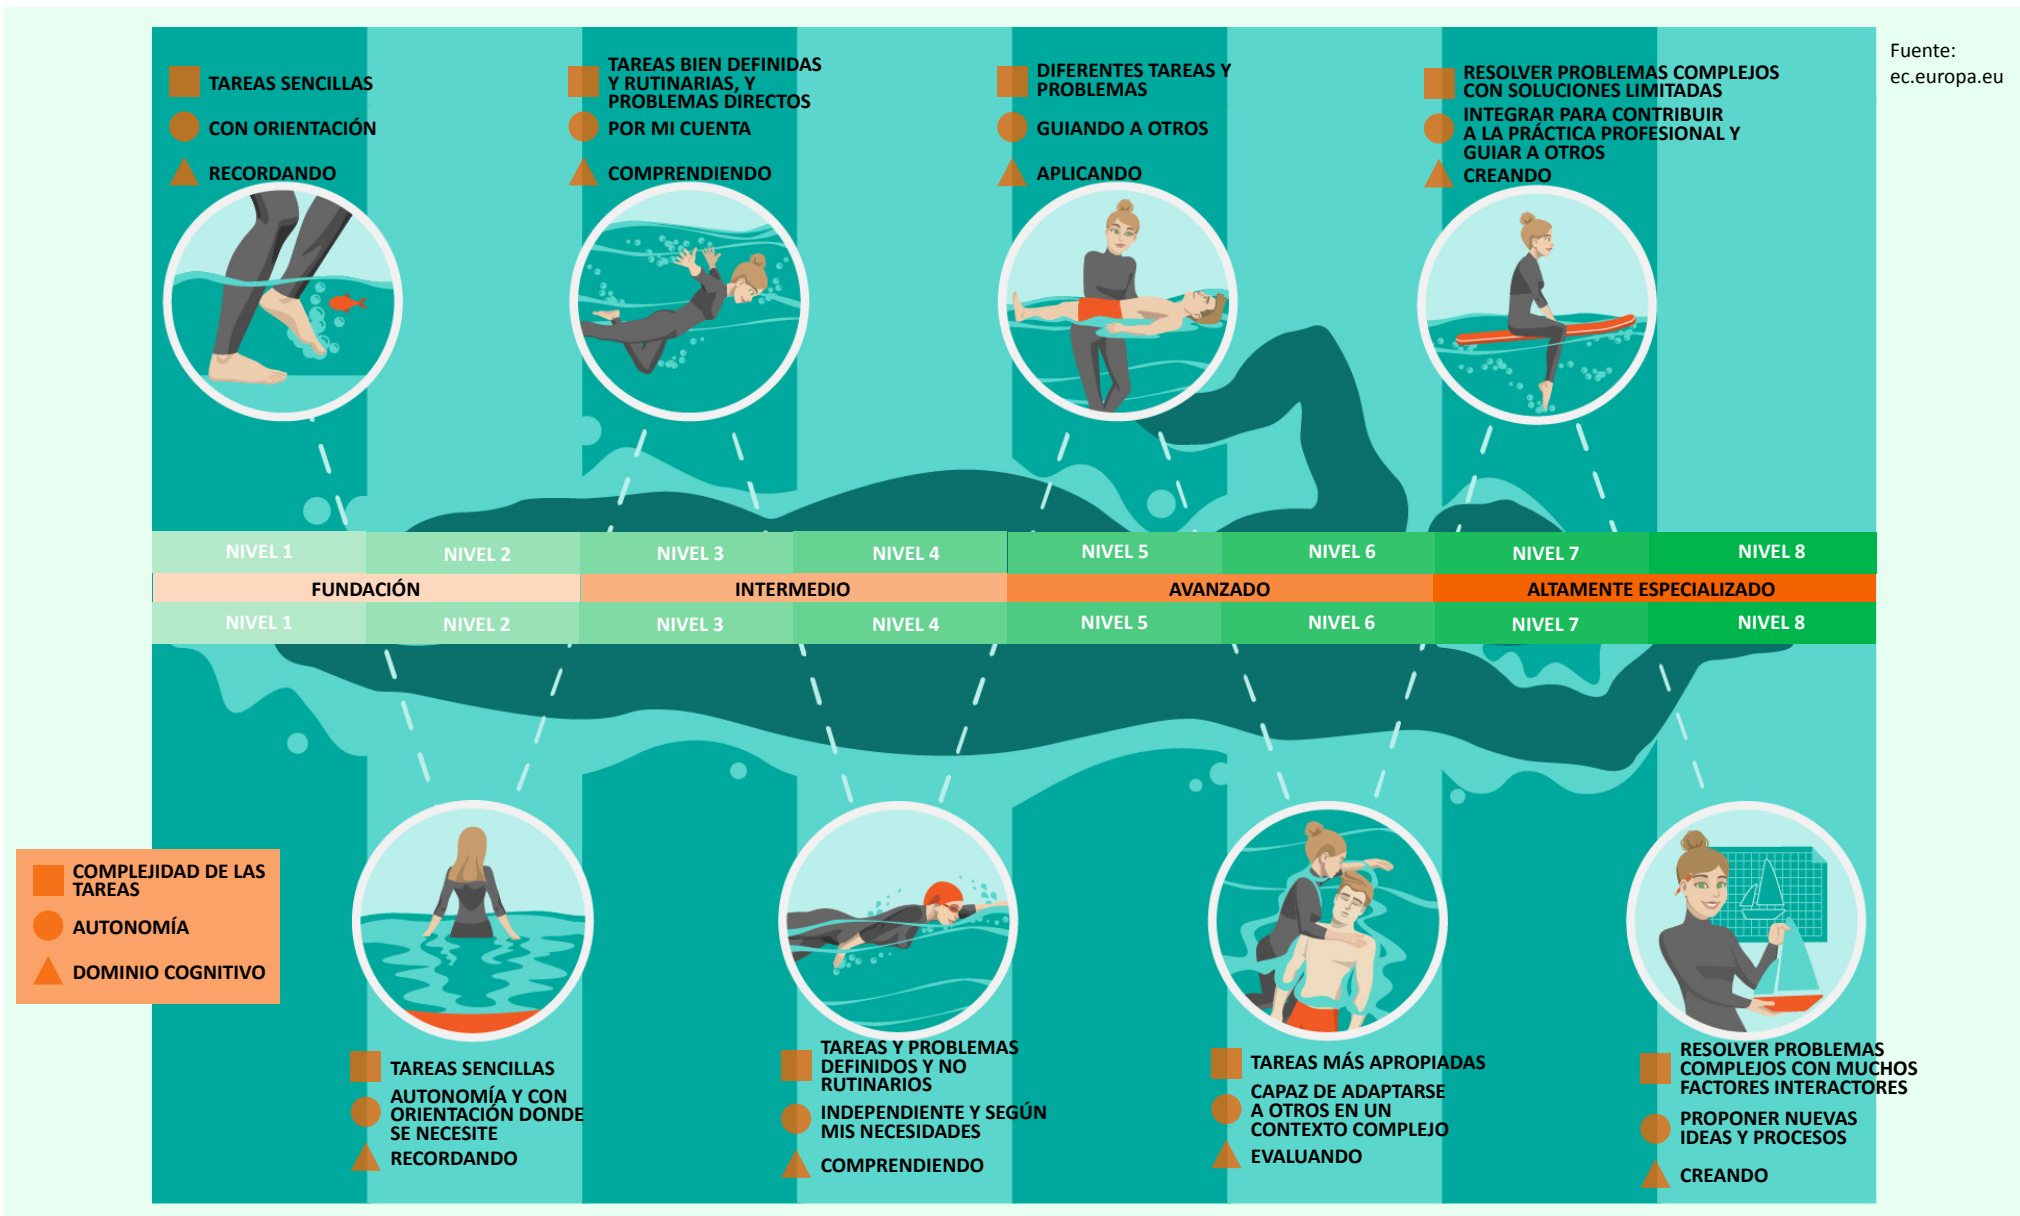 Fuente:
ec.europa.eu
TAREAS SENCILLAS
CON ORIENTACIÓN
RECORDANDO
TAREAS BIEN DEFINIDAS
Y RUTINARIAS, Y
PROBLEMAS DIRECTOS
POR MI CUENTA
COMPRENDIENDO
DIFERENTES TAREAS Y
PROBLEMAS
GUIANDO A OTROS
APLICANDO
RESOLVER PROBLEMAS COMPLEJOS
CON SOLUCIONES LIMITADAS
INTEGRAR PARA CONTRIBUIR
A LA PRÁCTICA PROFESIONAL Y
GUIAR A OTROS
CREANDO
NIVEL 1
NIVEL 2
NIVEL 3
NIVEL 4
NIVEL 5
NIVEL 6
NIVEL 7
NIVEL 8
FUNDACIÓN
INTERMEDIO
AVANZADO
ALTAMENTE ESPECIALIZADO
NIVEL 1
NIVEL 2
NIVEL 3
NIVEL 4
NIVEL 5
NIVEL 6
NIVEL 7
NIVEL 8
COMPLEJIDAD DE LAS
TAREAS
AUTONOMÍA
DOMINIO COGNITIVO
TAREAS SENCILLAS
AUTONOMÍA Y CON
ORIENTACIÓN DONDE
SE NECESITE
RECORDANDO
TAREAS Y PROBLEMAS
DEFINIDOS Y NO
RUTINARIOS
INDEPENDIENTE Y SEGÚN
MIS NECESIDADES
COMPRENDIENDO
TAREAS MÁS APROPIADAS
CAPAZ DE ADAPTARSE
A OTROS EN UN
CONTEXTO COMPLEJO
EVALUANDO
RESOLVER PROBLEMAS
COMPLEJOS CON MUCHOS
FACTORES INTERACTORES
PROPONER NUEVAS
IDEAS Y PROCESOS
CREANDO